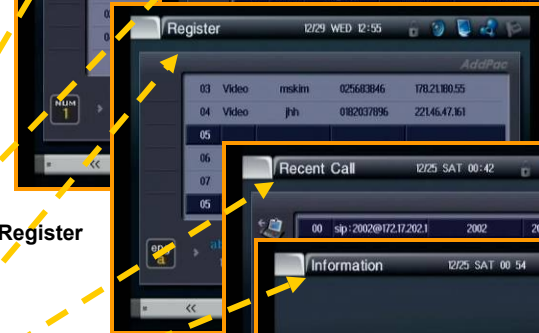 Register 12/29 WED 12:55
AddPac
03 Video mskim 025683846 178.21.180.55
04 Video jhh 0182037896 221.46.47.161
05
06
07
05
NUM
1
<<
Register
Recent Call 12/25 SAT 00:42
00 sip:2002@172.17.202.1 2002
Information 12/25 SAT 00 54
<<